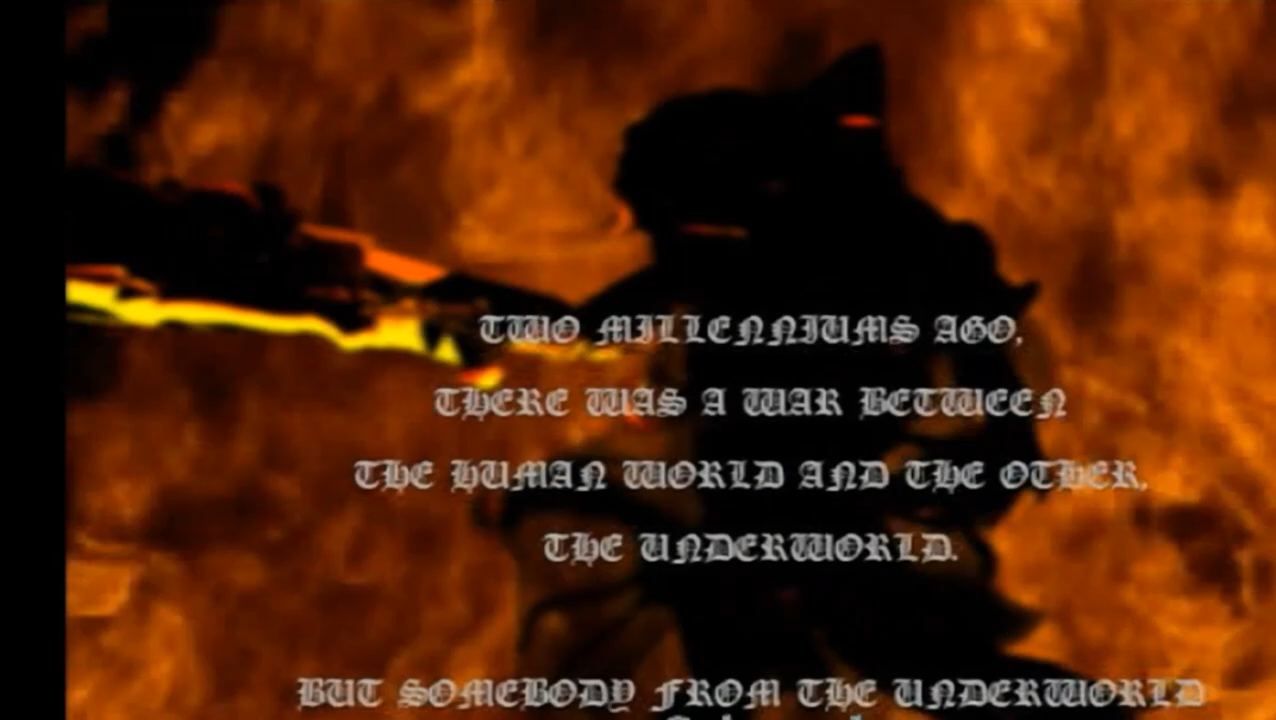 TWO MILLENNIUMS AGO,
THERE WAS A WAR BETWEEN
THE HUMAN WORLD AND THE OTHER,
THE UNDERWORLD.
BUT SOMEBODY FROM THE UNDERWORLD